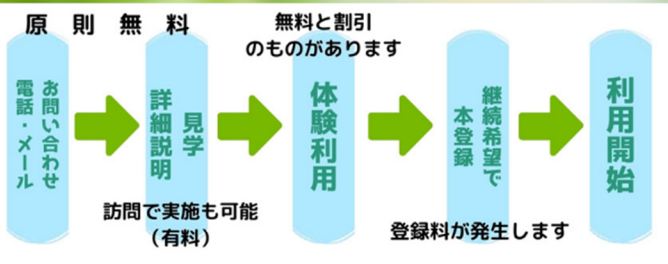 原則無料
お問い合わせ
電話・メール
見学
詳細説明
訪問で実施も可能
（有料）
無料と割引
のものがあります
体験利用
継続希望で
本登録
登録料が発生します
利用開始